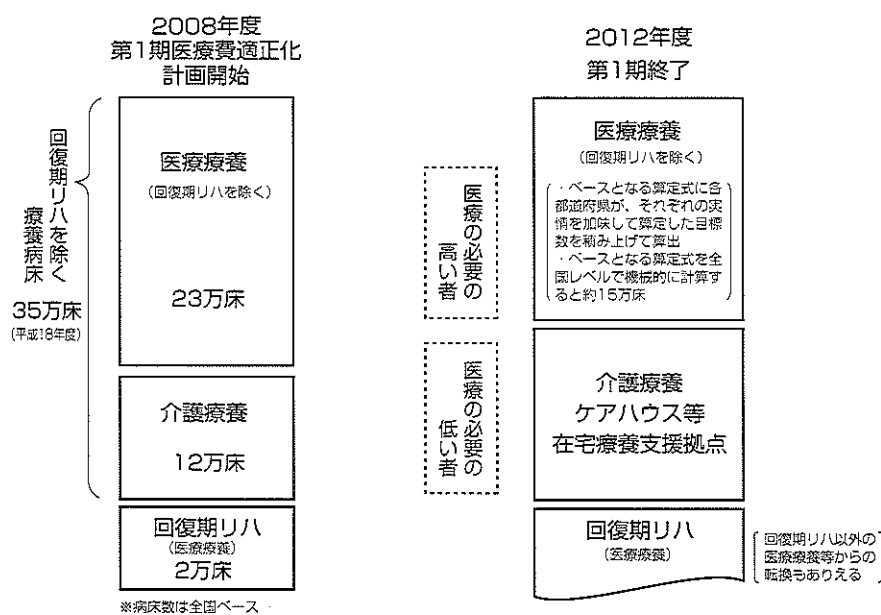 2008年度
第1期医療費適正化
計画開始
回復期リハを除く
療養病床
35万床
(平成18年度)
医療療養
(回復期リハを除く)
23万床
介護療養
12万床
回復期リハ
(医療療養)
2万床
※病床数は全国ベース
2012年度
第1期終了
医療の必要の
高い者
医療療養
(回復期リハを除く)
・ベースとなる算定式に各
都道府県が、それぞれの実
情を加味して算定した目標
数を積み上げて算出
・ベースとなる算定式を全
国レベルで機械的に計算す
ると約15万床
医療の必要の
低い者
介護療養
ケアハウス等
在宅療養支援拠点
回復期リハ
(医療療養)
回復期リハ以外の
医療療養等からの
転換もありえる